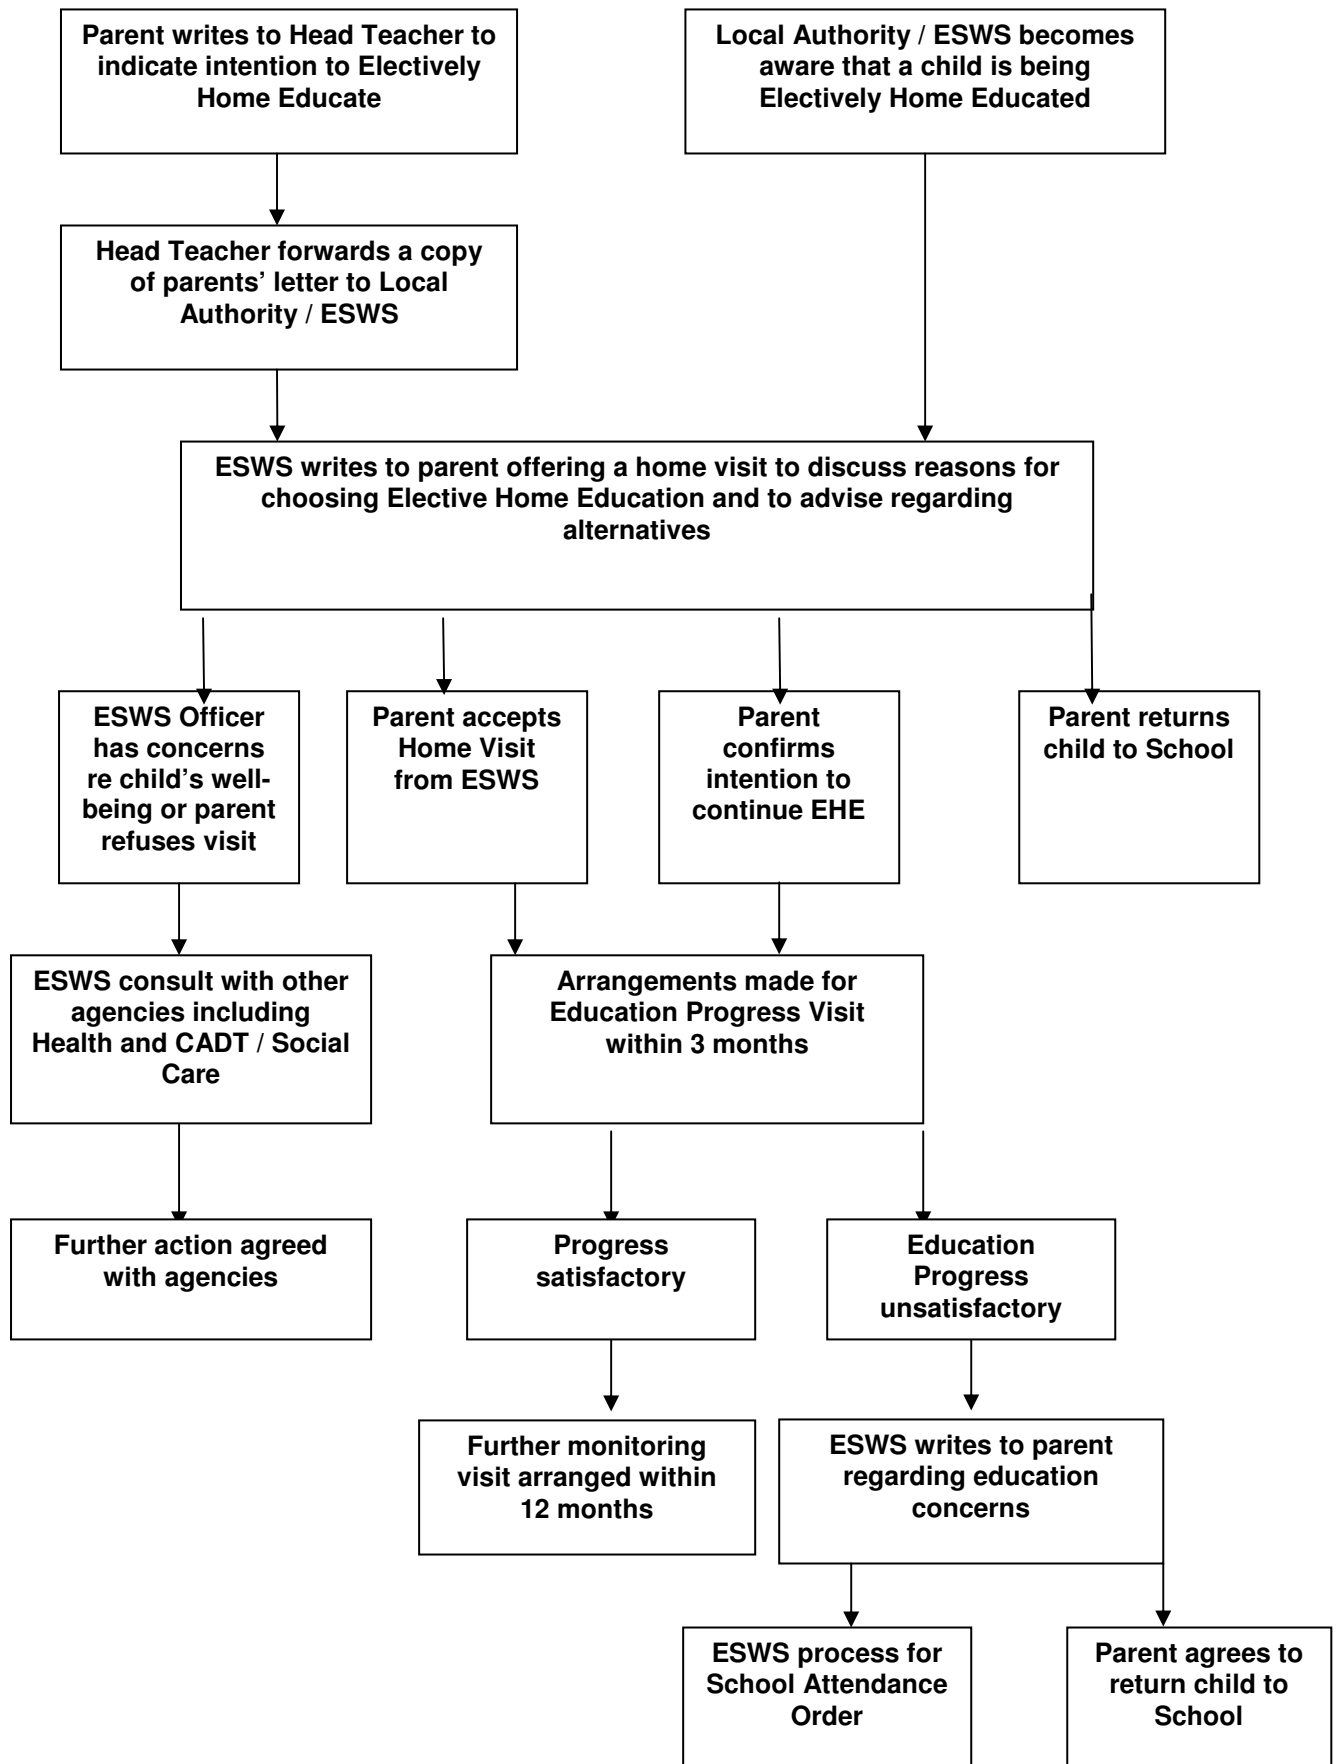 Parent writes to Head Teacher to
indicate intention to Electively
Home Educate
Local Authority / ESWS becomes
aware that a child is being
Electively Home Educated
Head Teacher forwards a copy
of parents’ letter to Local
Authority / ESWS
ESWS writes to parent offering a home visit to discuss reasons for
choosing Elective Home Education and to advise regarding
alternatives
ESWS Officer
has concerns
re child’s well-
being or parent
refuses visit
Parent accepts
Home Visit
from ESWS
Parent
confirms
intention to
continue EHE
Parent returns
child to School
ESWS consult with other
agencies including
Health and CADT / Social
Care
Arrangements made for
Education Progress Visit
within 3 months
Further action agreed
with agencies
Progress
satisfactory
Education
Progress
unsatisfactory
Further monitoring
visit arranged within
12 months
ESWS writes to parent
regarding education
concerns
ESWS process for
School Attendance
Order
Parent agrees to
return child to
School